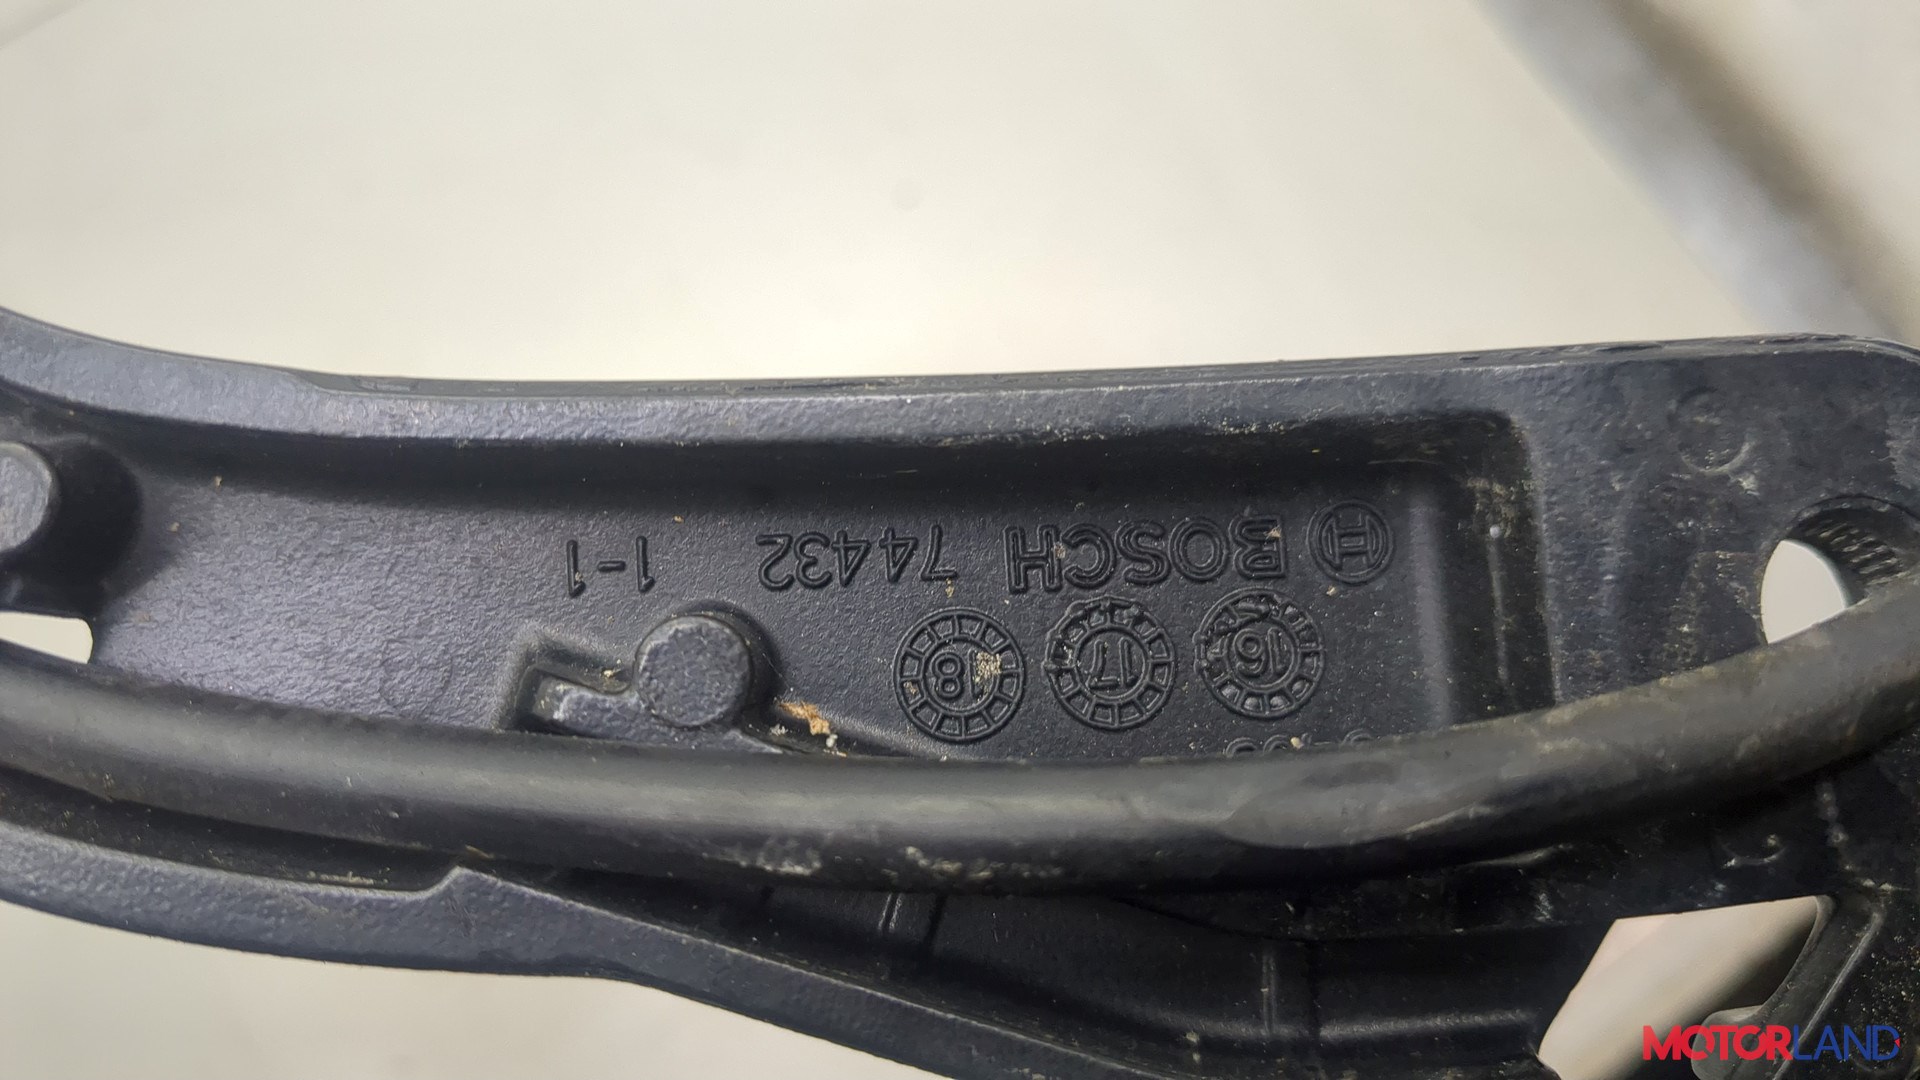 BOSCH 74432 1-1
16 17 18
MOTORLAND